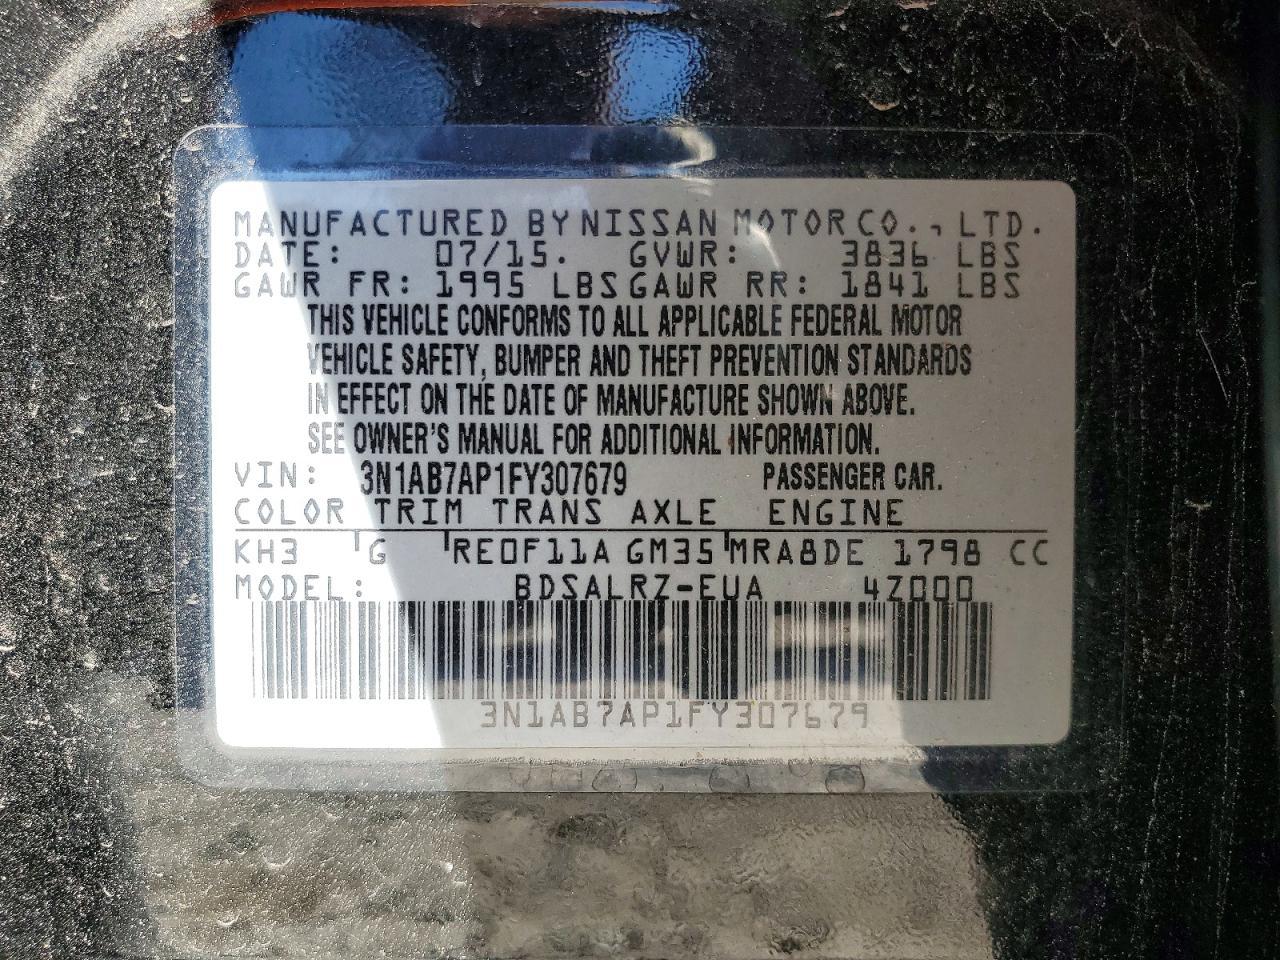 MANUFACTURED BY NISSAN MOTOR CO., LTD.
DATE: 07/15. GVWR: 3836 LBS
GAWR FR: 1995 LBS GAWR RR: 1841 LBS
THIS VEHICLE CONFORMS TO ALL APPLICABLE FEDERAL MOTOR
VEHICLE SAFETY, BUMPER AND THEFT PREVENTION STANDARDS
IN EFFECT ON THE DATE OF MANUFACTURE SHOWN ABOVE.
SEE OWNER'S MANUAL FOR ADDITIONAL INFORMATION.
VIN: 3N1AB7AP1FY307679 PASSENGER CAR.
COLOR TRIM TRANS AXLE ENGINE
KH3 G RE0F11A GM35 MRA8DE 1798 CC
MODEL: BDSALRZ-EUA 4Z000
3N1AB7AP1FY307679